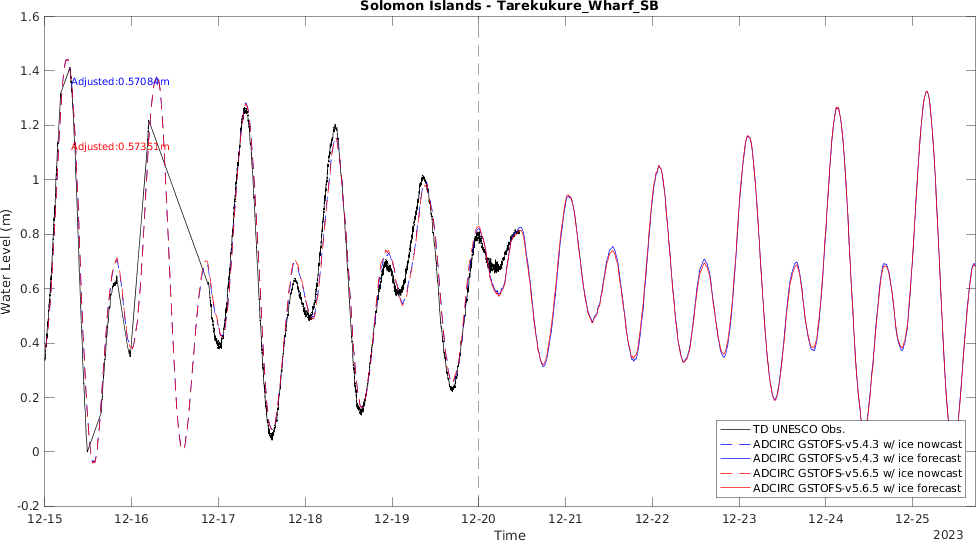 Solomon Islands - Tarekukure_Wharf_SB
1.6
1.4
1.2
1
0.8
0.6
0.4
0.2
0
-0.2
Water Level (m)
Adjusted:0.57084m
Adjusted:0.57351m
TD UNESCO Obs.
ADCIRC GSTOFS-v5.4.3 w/ ice nowcast
ADCIRC GSTOFS-v5.4.3 w/ ice forecast
ADCIRC GSTOFS-v5.6.5 w/ ice nowcast
ADCIRC GSTOFS-v5.6.5 w/ ice forecast
12-15 12-16 12-17 12-18 12-19 12-20 12-21 12-22 12-23 12-24 12-25
Time
2023